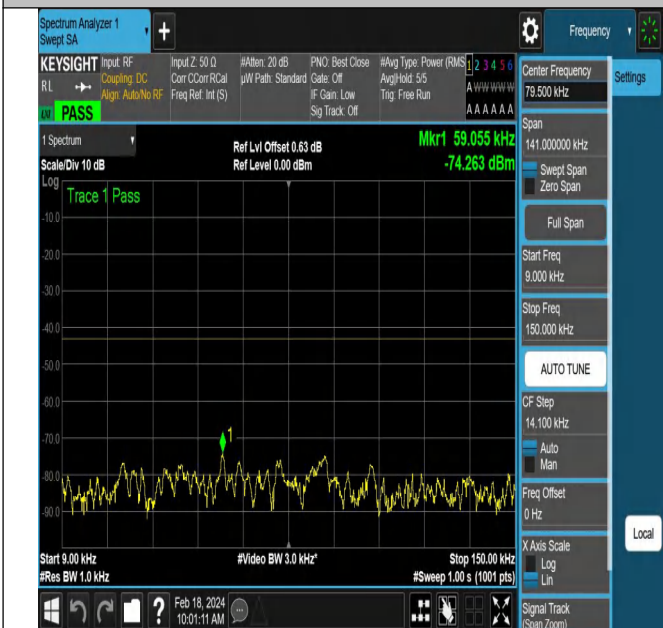 Spectrum Analyzer 1
Swept SA
Frequency
KEYSIGHT
Input: RF
Coupling: DC
Align: Auto/No RF
Input Z: 50 Ω
Corr CCorr RCal
Freq Ref: Int (S)
#Atten: 20 dB
µW Path: Standard
PNO: Best Close
Gate: Off
IF Gain: Low
Sig Track: Off
#Avg Type: Power (RMS
Avg|Hold: 5/5
Trig: Free Run
1 2 3 4 5 6
A W W W W W
A A A A A A
R L
LXI
PASS
1 Spectrum
Scale/Div 10 dB
Log
Ref Lvl Offset 0.63 dB
Ref Level 0.00 dBm
Mkr1 59.055 kHz
-74.263 dBm
Trace 1 Pass
-10.0
-20.0
-30.0
-40.0
-50.0
-60.0
-70.0
-80.0
-90.0
1
Start 9.00 kHz
#Res BW 1.0 kHz
#Video BW 3.0 kHz*
Stop 150.00 kHz
#Sweep 1.00 s (1001 pts)
?
Feb 18, 2024
10:01:11 AM
Center Frequency
79.500 kHz
Settings
Span
141.000000 kHz
Swept Span
Zero Span
Full Span
Start Freq
9.000 kHz
Stop Freq
150.000 kHz
AUTO TUNE
CF Step
14.100 kHz
Auto
Man
Freq Offset
0 Hz
X Axis Scale
Log
Lin
Local
Signal Track
(Span Zoom)